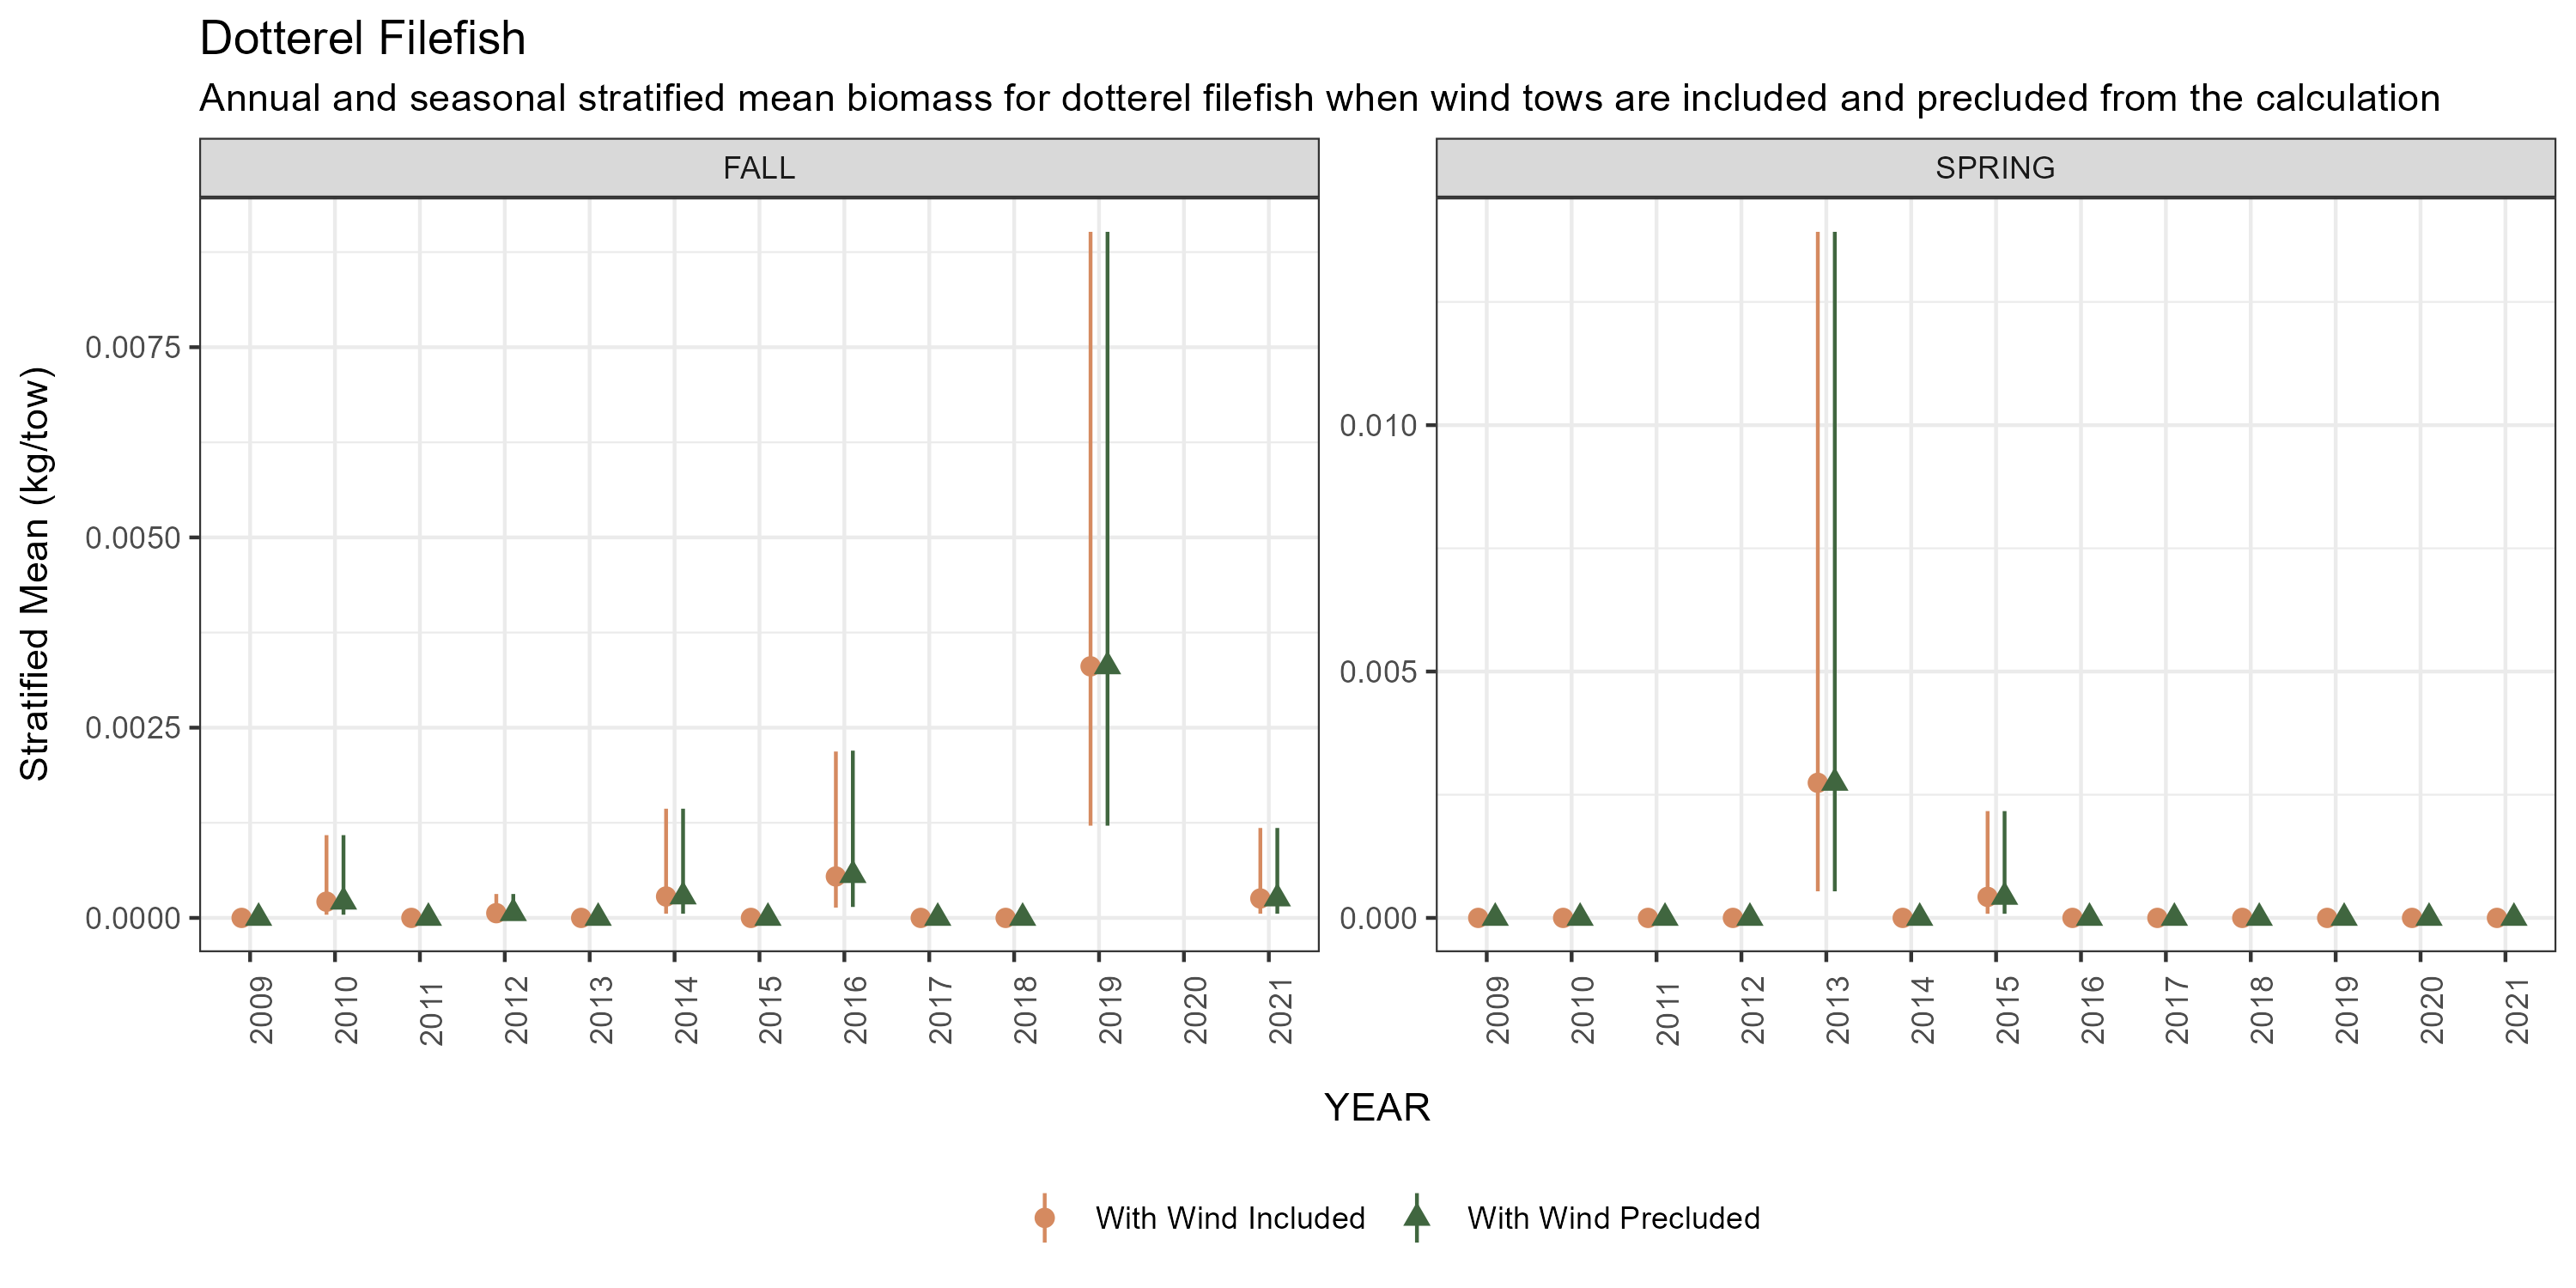 Dotterel Filefish
Annual and seasonal stratified mean biomass for dotterel filefish when wind tows are included and precluded from the calculation
FALL
SPRING
Stratified Mean (kg/tow)
0.0075
0.0050
0.0025
0.0000
0.010
0.005
0.000
2009 2010 2011 2012 2013 2014 2015 2016 2017 2018 2019 2020 2021
2009 2010 2011 2012 2013 2014 2015 2016 2017 2018 2019 2020 2021
YEAR
With Wind Included
With Wind Precluded